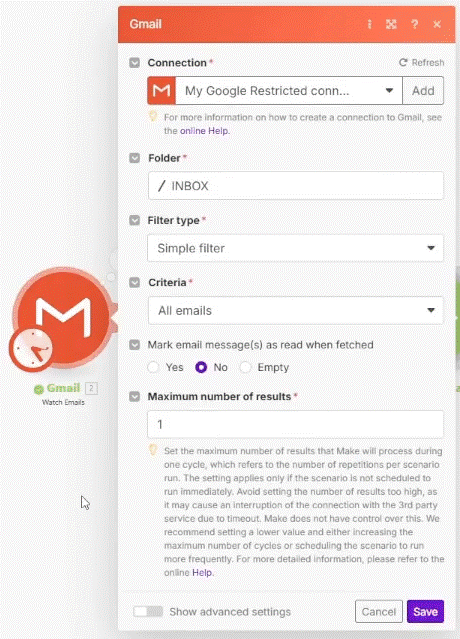 Gmail
?
Connection *
Refresh
My Google Restricted conn...
Add
For more information on how to create a connection to Gmail, see
the online Help.
Folder *
/ INBOX
Filter type *
Simple filter
Criteria *
All emails
Mark email message(s) as read when fetched
Yes No Empty
Maximum number of results *
1
Set the maximum number of results that Make will process during
one cycle, which refers to the number of repetitions per scenario
run. The setting applies only if the scenario is not scheduled to
run immediately. Avoid setting the number of results too high, as
it may cause an interruption of the connection with the 3rd party
service due to timeout. Make does not have control over this. We
recommend setting a lower value and either increasing the
maximum number of cycles or scheduling the scenario to run
more frequently. For more detailed information, please refer to the
online Help.
Show advanced settings
Cancel
Save
Gmail 2
Watch Emails